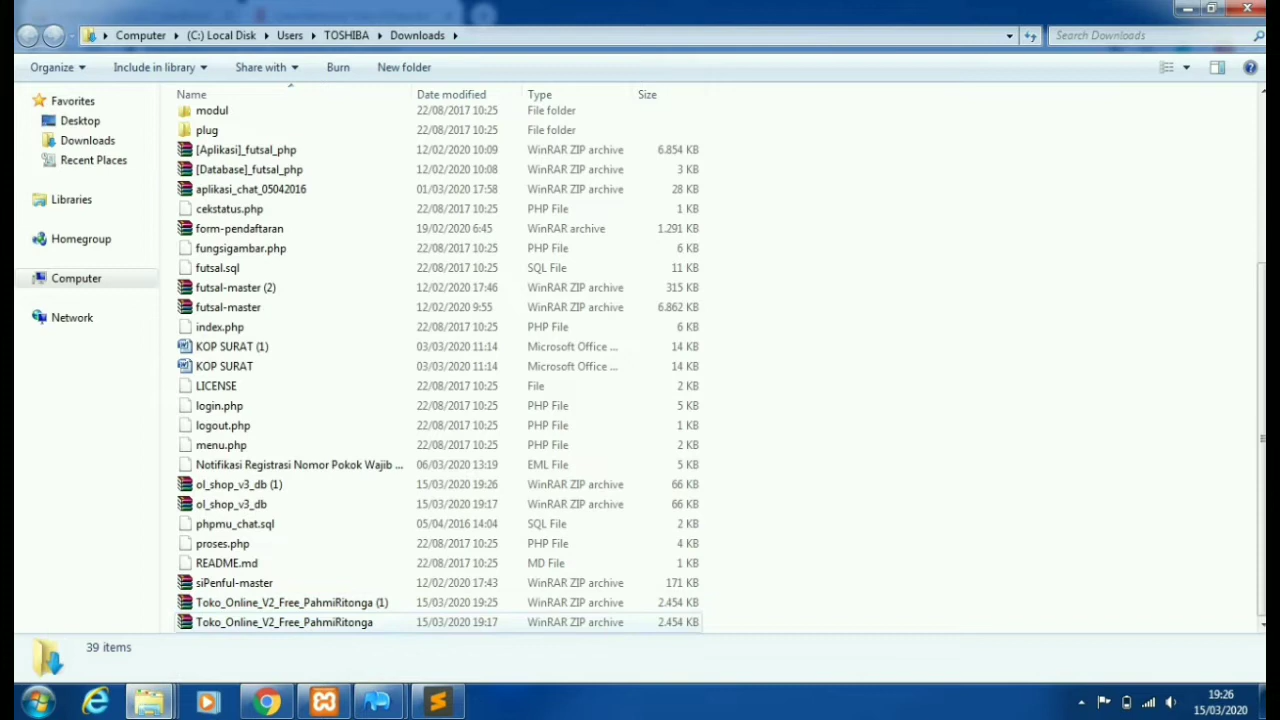 Computer Local Disk (C:) Users TOSHIBA Downloads
Search Downloads
Organize Include in library Share with Burn New folder
Name Date modified Type Size
Favorites
Desktop
Downloads
Recent Places
Libraries
Homegroup
Computer
Network
modul 22/08/2017 10:25 File folder
plug 22/08/2017 10:25 File folder
[Aplikasi]_futsal_php 12/02/2020 10:09 WinRAR ZIP archive 6.854 KB
[Database]_futsal_php 12/02/2020 10:08 WinRAR ZIP archive 3 KB
aplikasi_chat_05042016 01/03/2020 17:58 WinRAR ZIP archive 28 KB
cekstatus.php 22/08/2017 10:25 PHP File 1 KB
form-pendaftaran 19/02/2020 6:45 WinRAR archive 1.291 KB
fungsigambar.php 22/08/2017 10:25 PHP File 6 KB
futsal.sql 22/08/2017 10:25 SQL File 11 KB
futsal-master (2) 12/02/2020 17:46 WinRAR ZIP archive 315 KB
futsal-master 12/02/2020 9:55 WinRAR ZIP archive 6.862 KB
index.php 22/08/2017 10:25 PHP File 6 KB
KOP SURAT (1) 03/03/2020 11:14 Microsoft Office ... 14 KB
KOP SURAT 03/03/2020 11:14 Microsoft Office ... 14 KB
LICENSE 22/08/2017 10:25 File 2 KB
login.php 22/08/2017 10:25 PHP File 5 KB
logout.php 22/08/2017 10:25 PHP File 1 KB
menu.php 22/08/2017 10:25 PHP File 2 KB
Notifikasi Registrasi Nomor Pokok Wajib ... 06/03/2020 13:19 EML File 5 KB
ol_shop_v3_db (1) 15/03/2020 19:26 WinRAR ZIP archive 66 KB
ol_shop_v3_db 15/03/2020 19:17 WinRAR ZIP archive 66 KB
phpmu_chat.sql 05/04/2016 14:04 SQL File 2 KB
proses.php 22/08/2017 10:25 PHP File 4 KB
README.md 22/08/2017 10:25 MD File 1 KB
siPenful-master 12/02/2020 17:43 WinRAR ZIP archive 171 KB
Toko_Online_V2_Free_PahmiRitonga (1) 15/03/2020 19:25 WinRAR ZIP archive 2.454 KB
Toko_Online_V2_Free_PahmiRitonga 15/03/2020 19:17 WinRAR ZIP archive 2.454 KB
39 items
19:26
15/03/2020